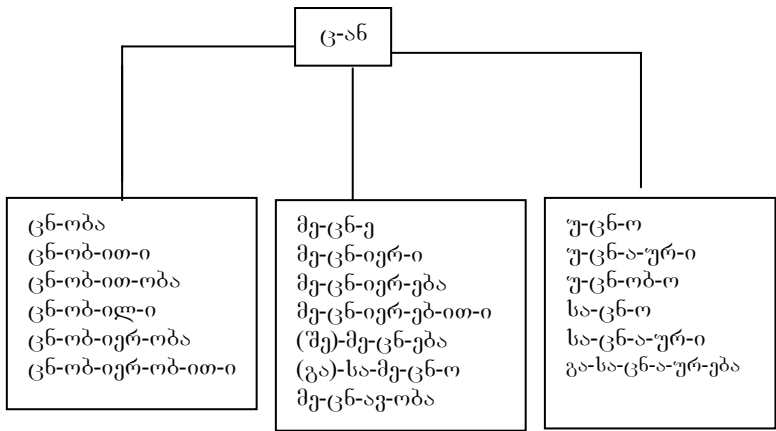 ც-ან
ცნ-ობა
ცნ-ობ-ით-ი
ცნ-ობ-ით-ობა
ცნ-ობ-ილ-ი
ცნ-ობ-იერ-ობა
ცნ-ობ-იერ-ობ-ით-ი
მე-ცნ-ე
მე-ცნ-იერ-ი
მე-ცნ-იერ-ება
მე-ცნ-იერ-ებ-ით-ი
(შე)-მე-ცნ-ება
(გა)-სა-მე-ცნ-ო
მე-ცნ-ავ-ობა
უ-ცნ-ო
უ-ცნ-ა-ურ-ი
უ-ცნ-ობ-ო
სა-ცნ-ო
სა-ცნ-ა-ურ-ი
გა-სა-ცნ-ა-ურ-ება